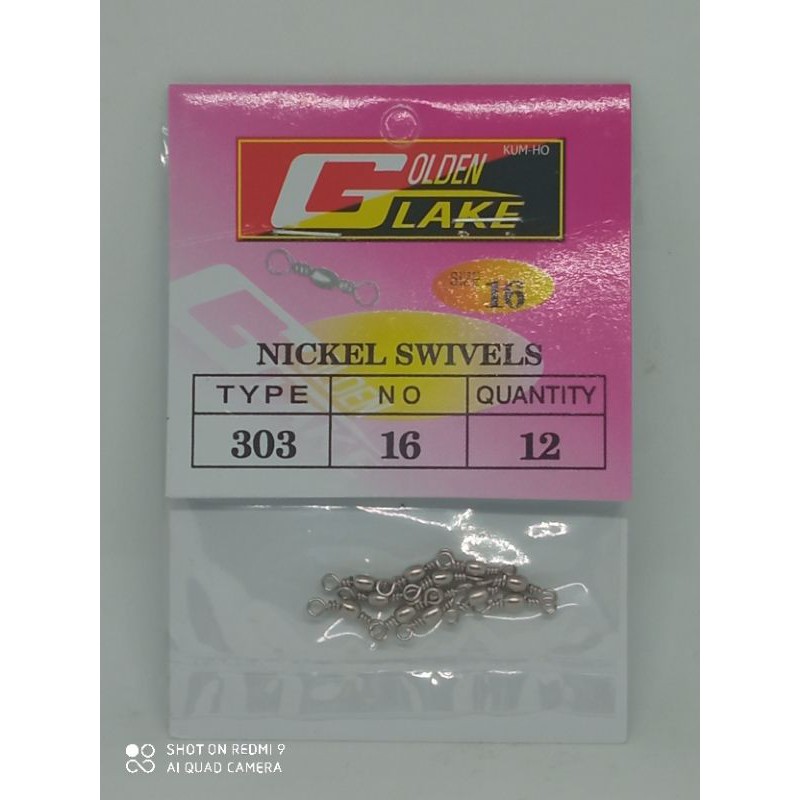 KUM-HO
GOLDEN
LAKE
SIZE 16
NICKEL SWIVELS
TYPE NO QUANTITY
303 16 12
SHOT ON REDMI 9
AI QUAD CAMERA